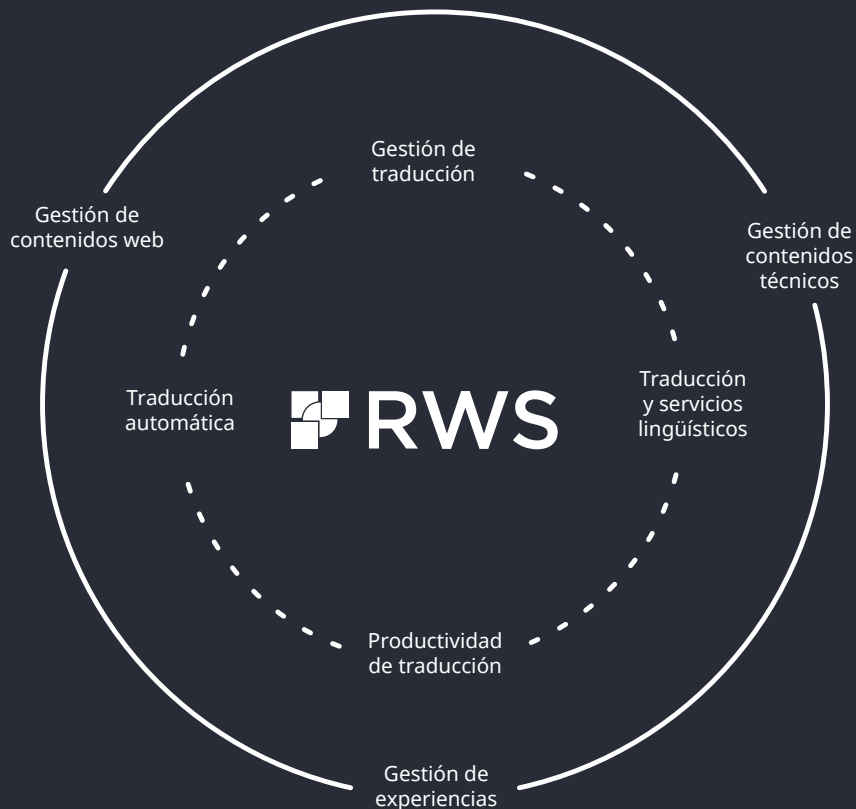 Gestión de
traducción
Gestión de
contenidos web
Gestión de
contenidos
técnicos
Traducción
automática
RWS
Traducción
y servicios
lingüísticos
Productividad
de traducción
Gestión de
experiencias